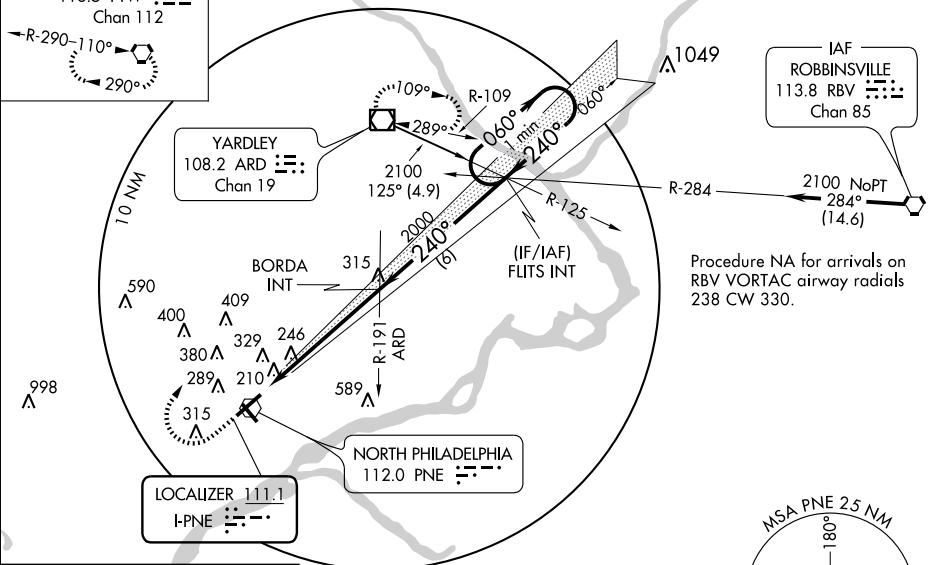 Chan 112
R-290
110°
290°
1049
IAF
ROBBINSVILLE
113.8 RBV
Chan 85
109°
R-109
289°
060°
1 min
240°
060°
YARDLEY
108.2 ARD
Chan 19
2100
125° (4.9)
R-284
2100 NoPT
284°
(14.6)
R-125
10 NM
2000
240°
(6)
(IF/IAF)
FLITS INT
BORDA
INT
315
Procedure NA for arrivals on
RBV VORTAC airway radials
238 CW 330.
590
409
400
329
246
380
R-191
ARD
289
210
589
998
315
NORTH PHILADELPHIA
112.0 PNE
LOCALIZER 111.1
I-PNE
MSA PNE 25 NM
180°